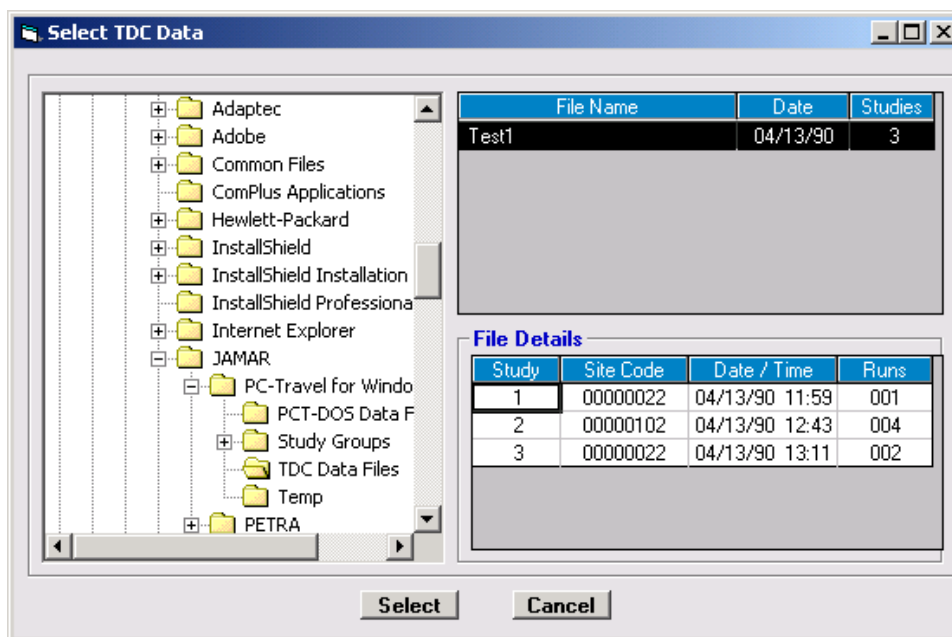 Select TDC Data
Adaptec
Adobe
Common Files
ComPlus Applications
Hewlett-Packard
InstallShield
InstallShield Installation
InstallShield Professiona
Internet Explorer
JAMAR
PC-Travel for Windo
PCT-DOS Data F
Study Groups
TDC Data Files
Temp
PETRA
File Name Date Studies
Test1 04/13/90 3
File Details
Study Site Code Date / Time Runs
1 00000022 04/13/90 11:59 001
2 00000102 04/13/90 12:43 004
3 00000022 04/13/90 13:11 002
Select Cancel